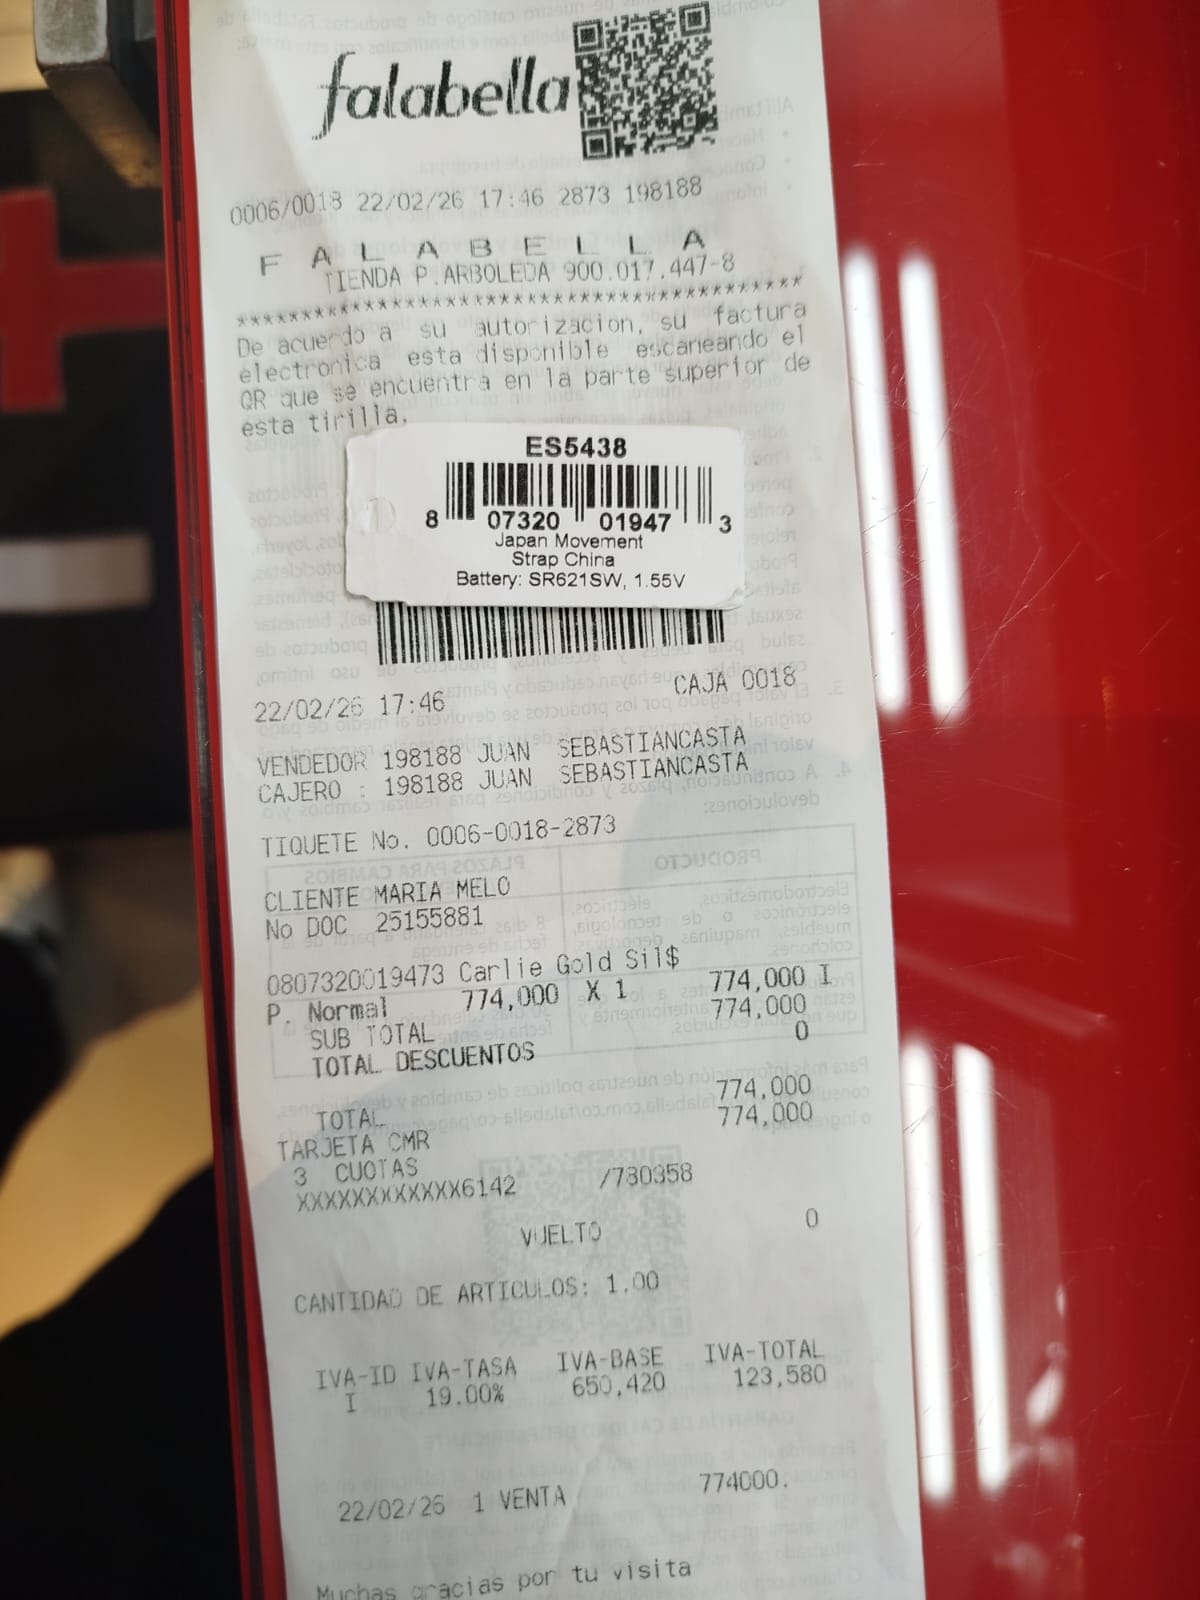 falabella
0006/0018 22/02/26 17:46 2873 198188
F A L A B E L L A
TIENDA P.ARBOLEDA 900.017.447-8
****************************************
De acuerdo a su autorizacion, su factura
electronica esta disponible escaneando el
QR que se encuentra en la parte superior de
esta tirilla.
ES5438
8 07320 01947 3
Japan Movement
Strap China
Battery: SR621SW, 1.55V
22/02/26 17:46 CAJA 0018
VENDEDOR 198188 JUAN SEBASTIANCASTA
CAJERO : 198188 JUAN SEBASTIANCASTA
TIQUETE No. 0006-0018-2873
CLIENTE MARIA MELO
No DOC 25155881
0807320019473 Carlie Gold Sil$
P. Normal 774,000 X 1 774,000 I
SUB TOTAL 774,000
TOTAL DESCUENTOS 0
TOTAL 774,000
TARJETA CMR 774,000
3 CUOTAS
XXXXXXXXXXXX6142 /730358
VUELTO 0
CANTIDAD DE ARTICULOS: 1.00
IVA-ID IVA-TASA IVA-BASE IVA-TOTAL
I 19.00% 650,420 123,580
22/02/26 1 VENTA 774000.
Muchas gracias por tu visita